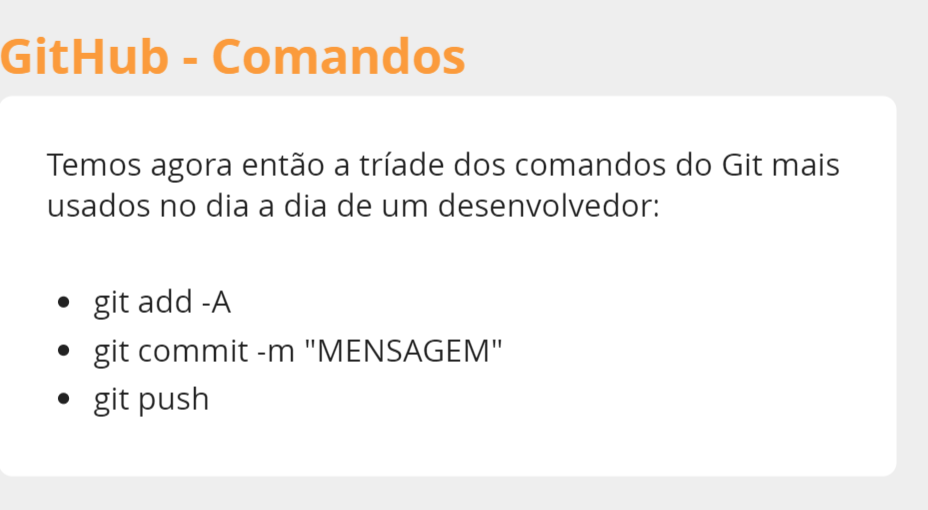 GitHub - Comandos
Temos agora então a tríade dos comandos do Git mais
usados no dia a dia de um desenvolvedor:
• git add -A
• git commit -m "MENSAGEM"
• git push